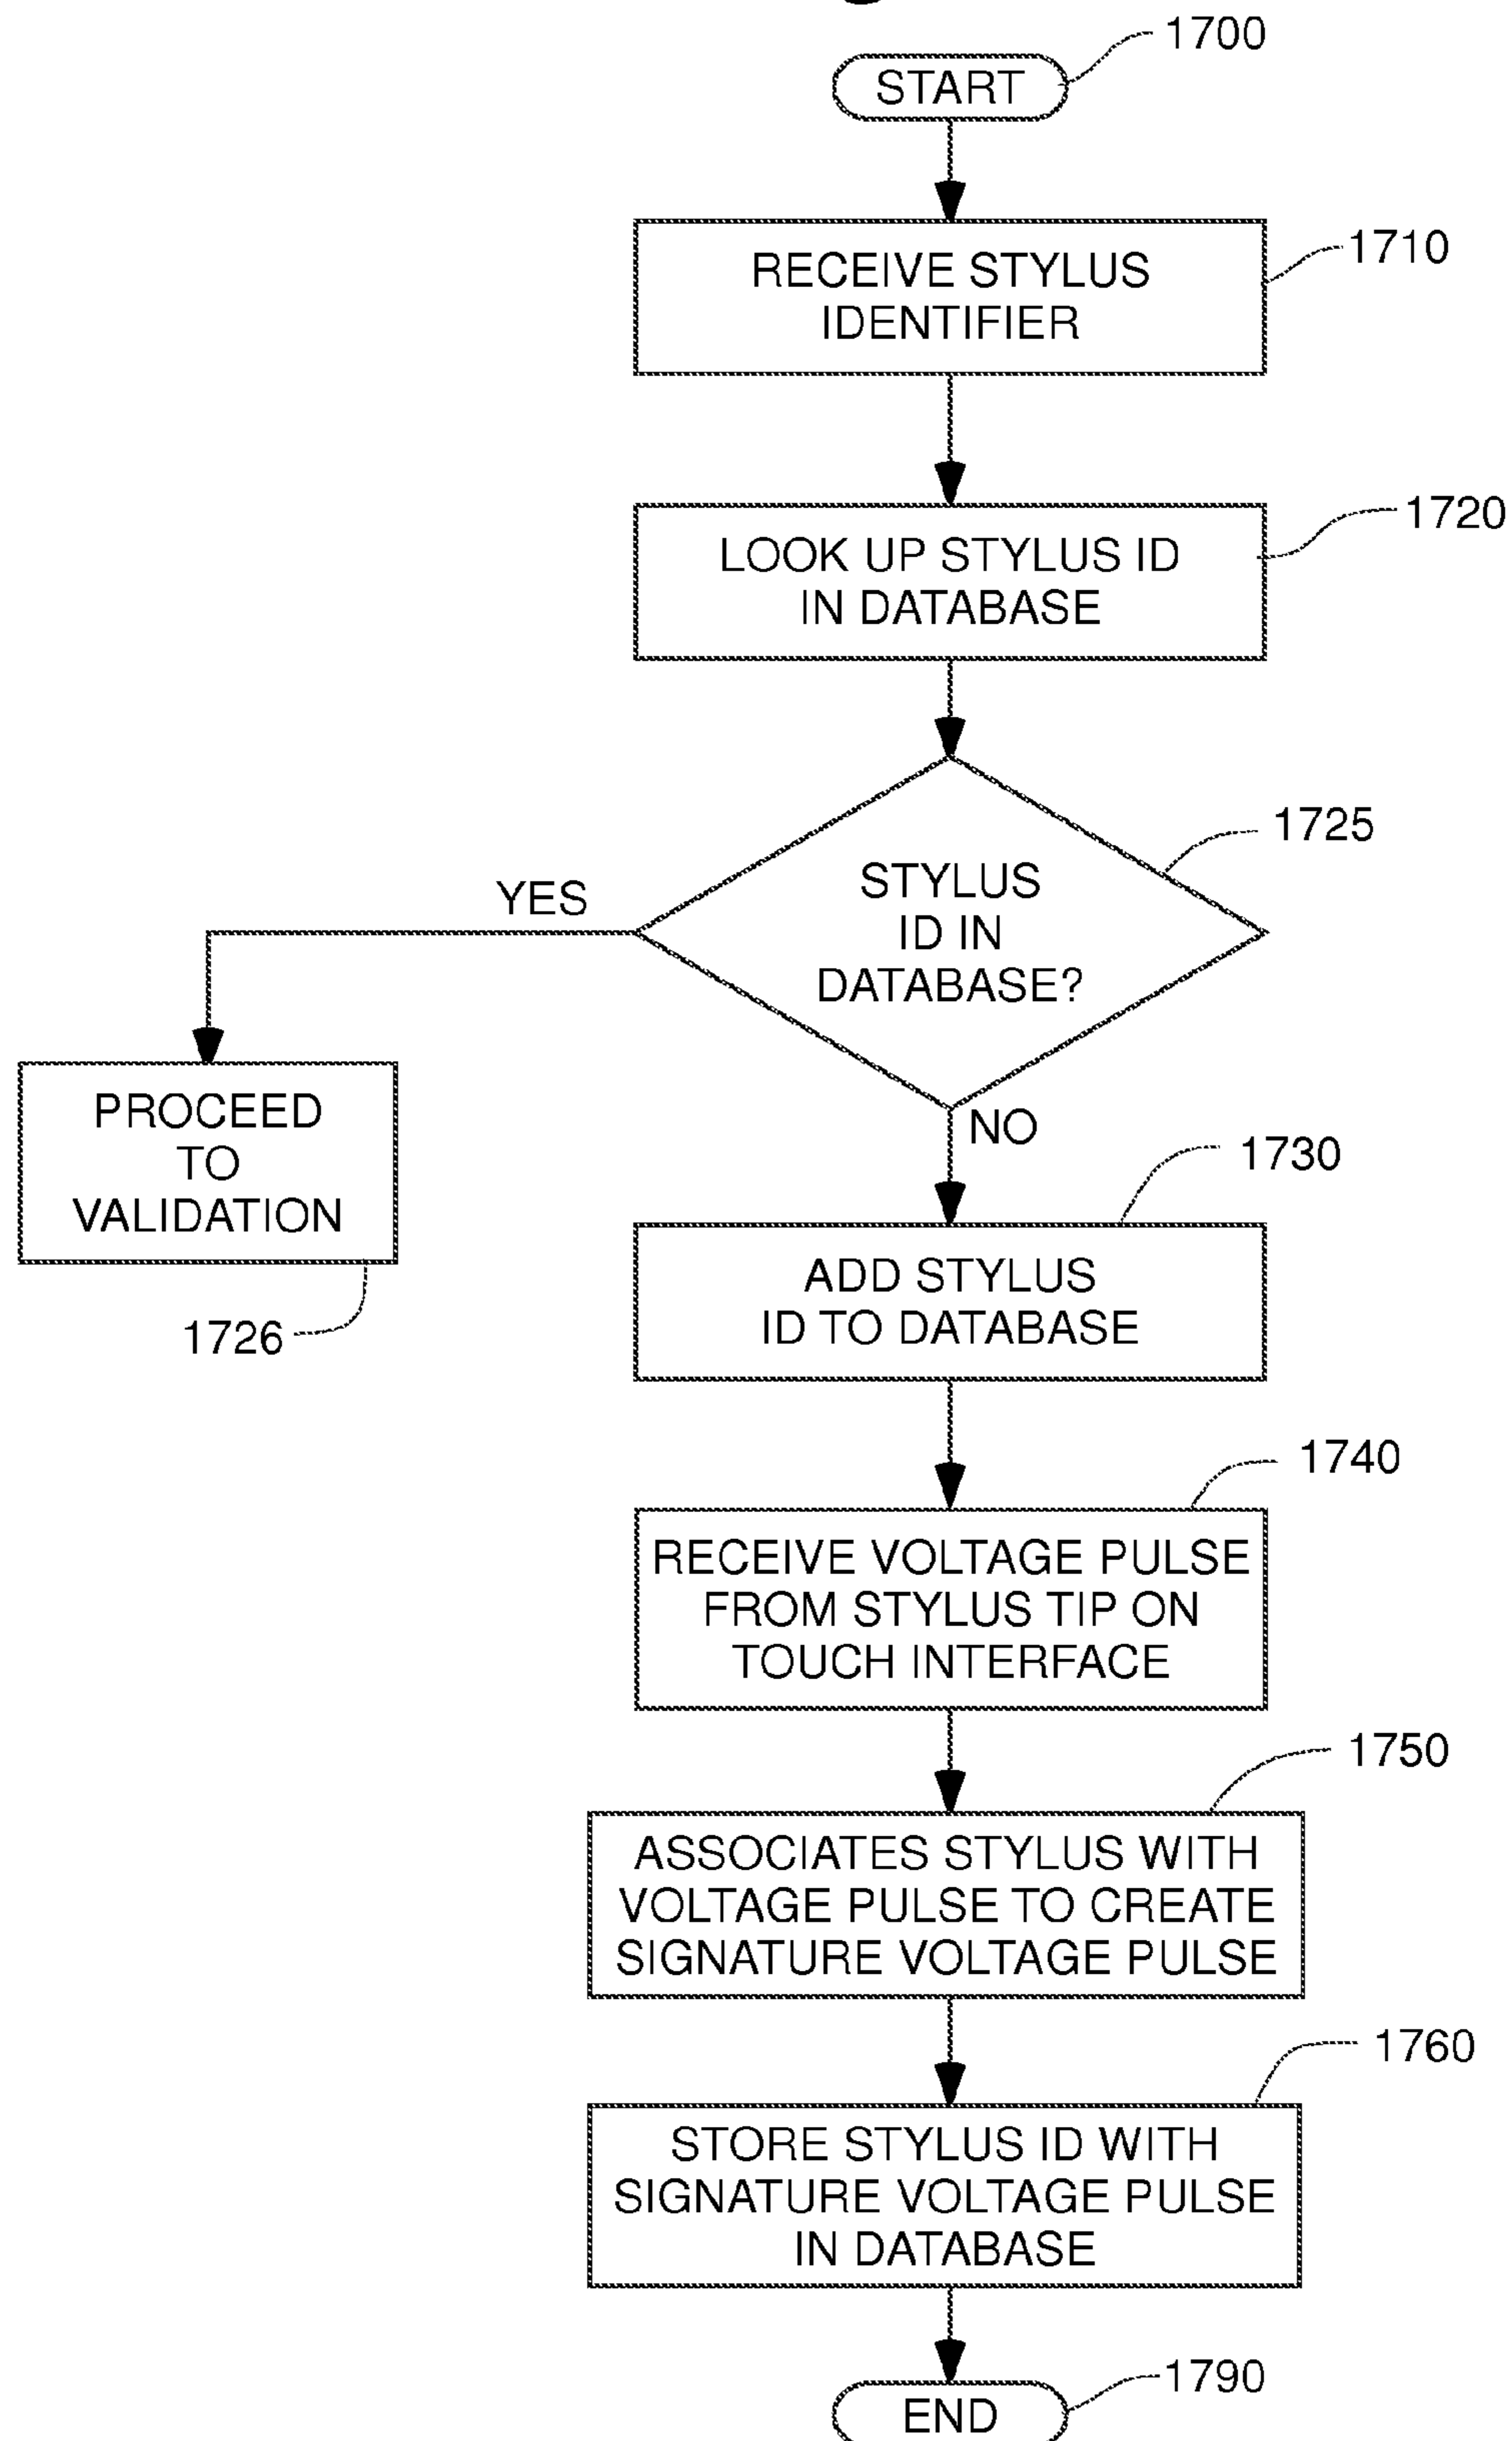 1700
START
1710
RECEIVE STYLUS
IDENTIFIER
1720
LOOK UP STYLUS ID
IN DATABASE
1725
STYLUS
ID IN
DATABASE?
YES
PROCEED
TO
VALIDATION
1726
NO
1730
ADD STYLUS
ID TO DATABASE
1740
RECEIVE VOLTAGE PULSE
FROM STYLUS TIP ON
TOUCH INTERFACE
1750
ASSOCIATES STYLUS WITH
VOLTAGE PULSE TO CREATE
SIGNATURE VOLTAGE PULSE
1760
STORE STYLUS ID WITH
SIGNATURE VOLTAGE PULSE
IN DATABASE
1790
END